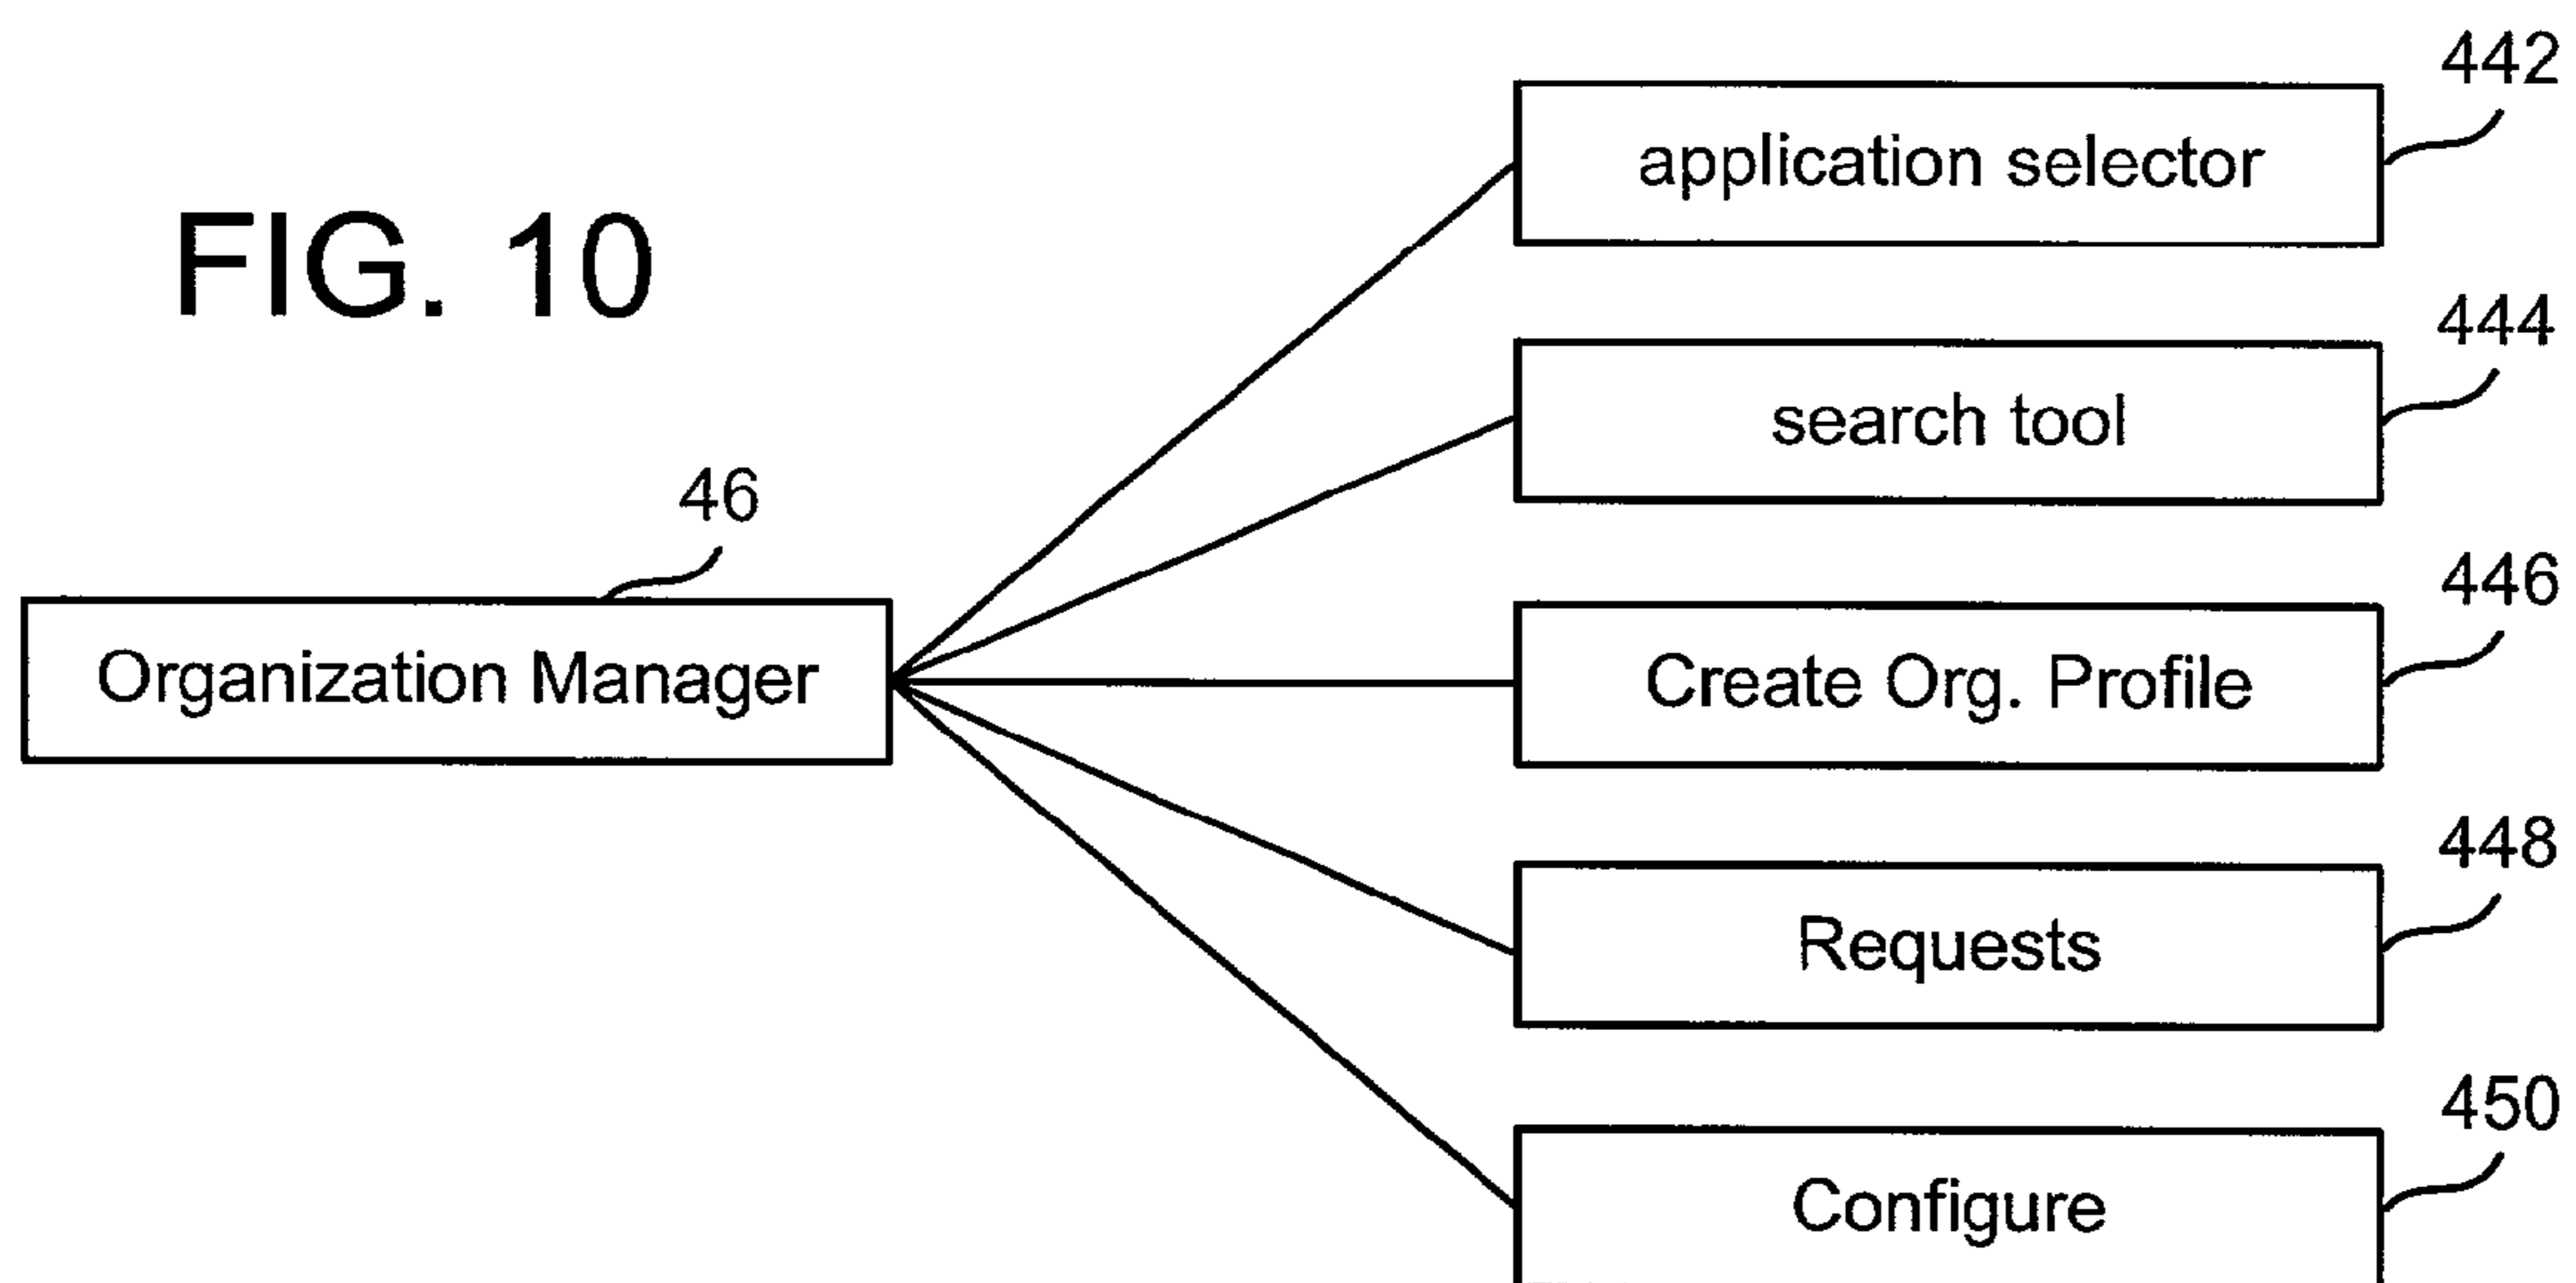 442
application selector
FIG. 10
444
search tool
46
446
Organization Manager
Create Org. Profile
448
Requests
450
Configure